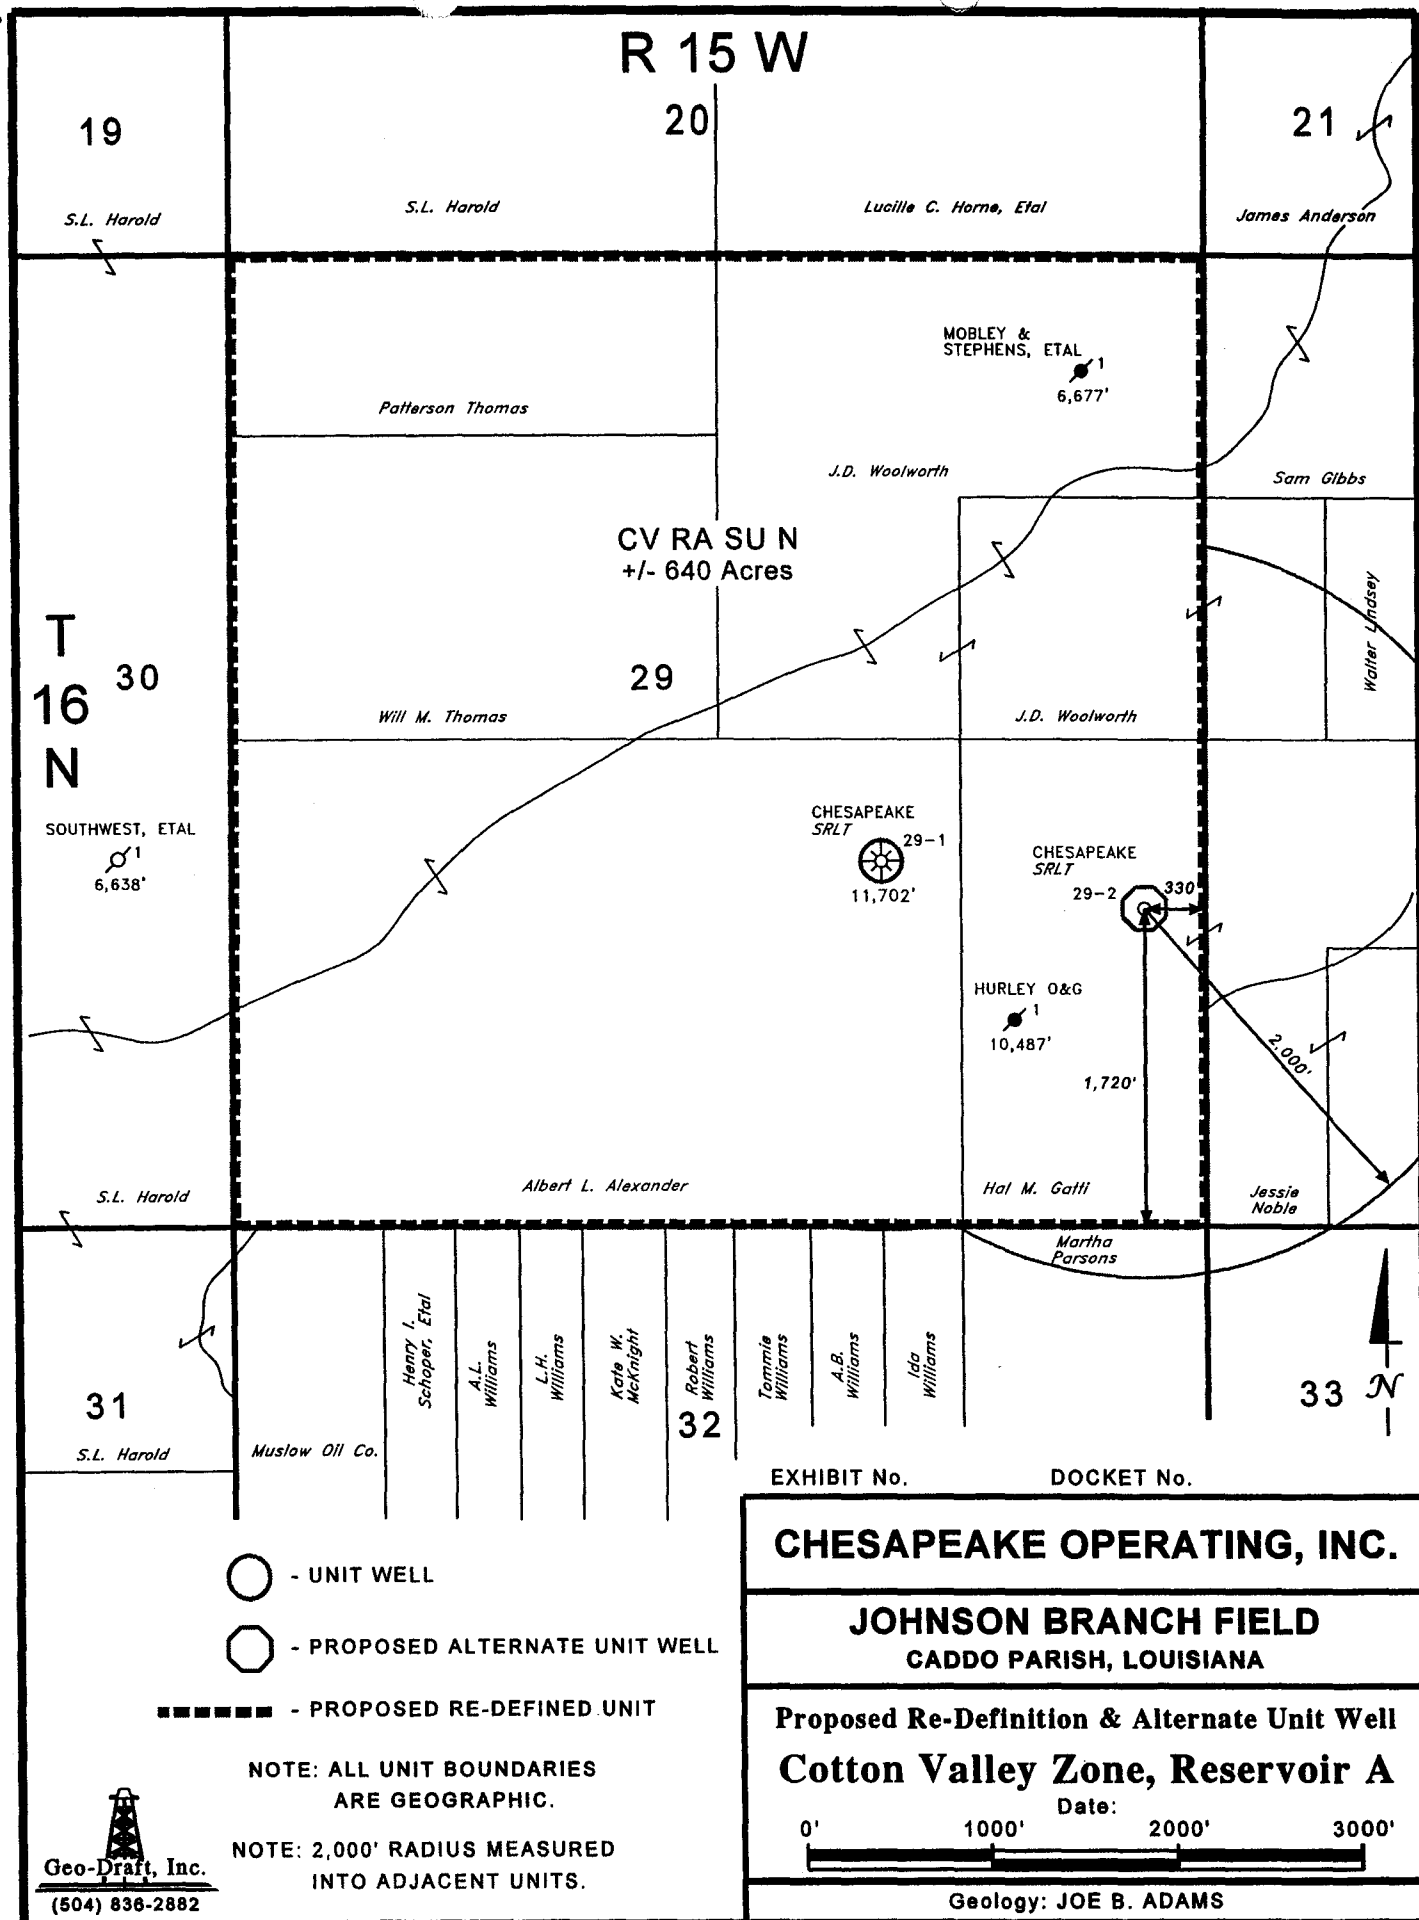 R 15 W
19
20
21
S.L. Harold
S.L. Harold
Lucille C. Horne, Etal
James Anderson
MOBLEY &
STEPHENS, ETAL
1
6,677'
Patterson Thomas
J.D. Woolworth
Sam Gibbs
CV RA SU N
+/- 640 Acres
Walter Lindsey
T
16
N
30
29
Will M. Thomas
J.D. Woolworth
SOUTHWEST, ETAL
1
6,638'
CHESAPEAKE
SRLT
29-1
11,702'
CHESAPEAKE
SRLT
29-2
330
HURLEY O&G
1
10,487'
2,000'
1,720'
S.L. Harold
Albert L. Alexander
Hal M. Gatti
Jessie
Noble
Martha
Parsons
Henry I.
Schoper, Etal
A.L.
Williams
L.H.
Williams
Kate W.
McKnight
Robert
Williams
Tommie
Williams
A.B.
Williams
Ida
Williams
31
32
33
N
S.L. Harold
Muslow Oil Co.
EXHIBIT No.
DOCKET No.
CHESAPEAKE OPERATING, INC.
JOHNSON BRANCH FIELD
CADDO PARISH, LOUISIANA
Proposed Re-Definition & Alternate Unit Well
Cotton Valley Zone, Reservoir A
Date:
0' 1000' 2000' 3000'
Geology: JOE B. ADAMS
- UNIT WELL
- PROPOSED ALTERNATE UNIT WELL
- PROPOSED RE-DEFINED UNIT
NOTE: ALL UNIT BOUNDARIES
ARE GEOGRAPHIC.
NOTE: 2,000' RADIUS MEASURED
INTO ADJACENT UNITS.
Geo-Draft, Inc.
(504) 836-2882